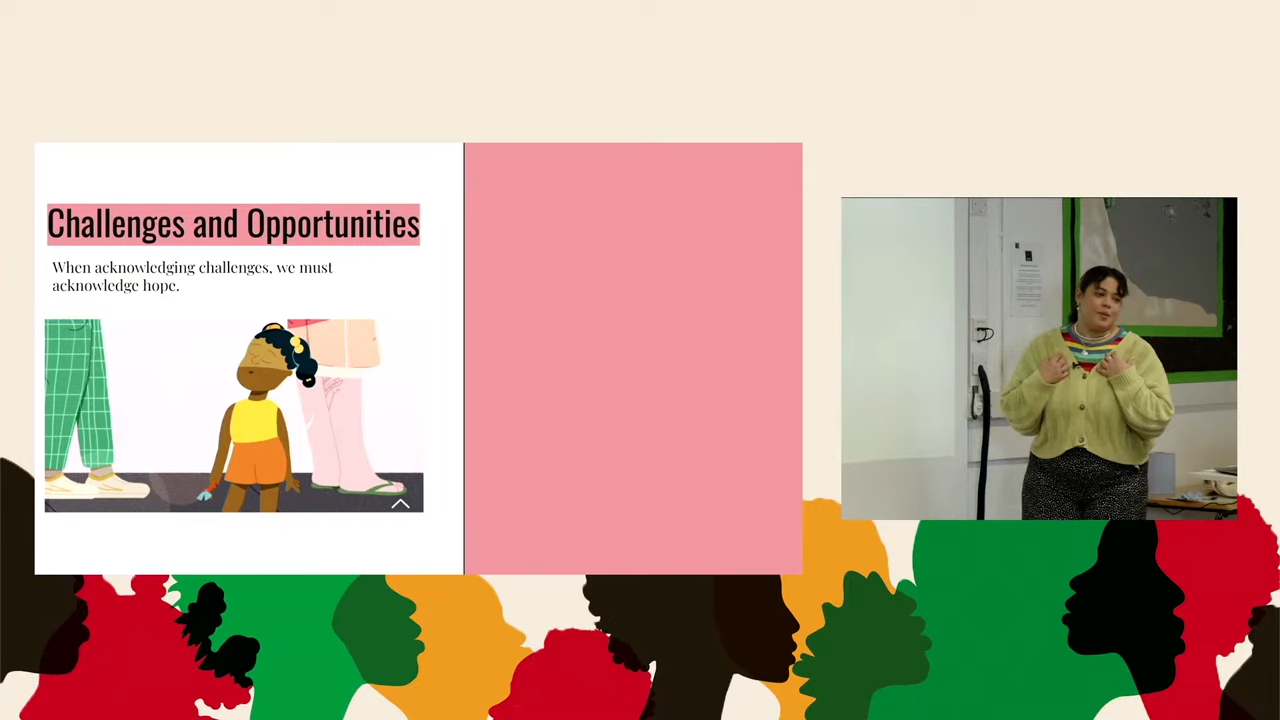 Challenges and Opportunities
When acknowledging challenges, we must
acknowledge hope.